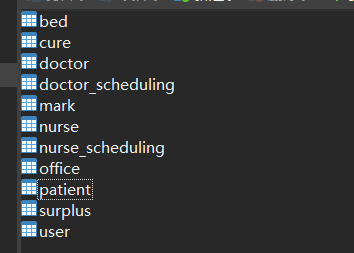 bed
cure
doctor
doctor_scheduling
mark
nurse
nurse_scheduling
office
patient
surplus
user